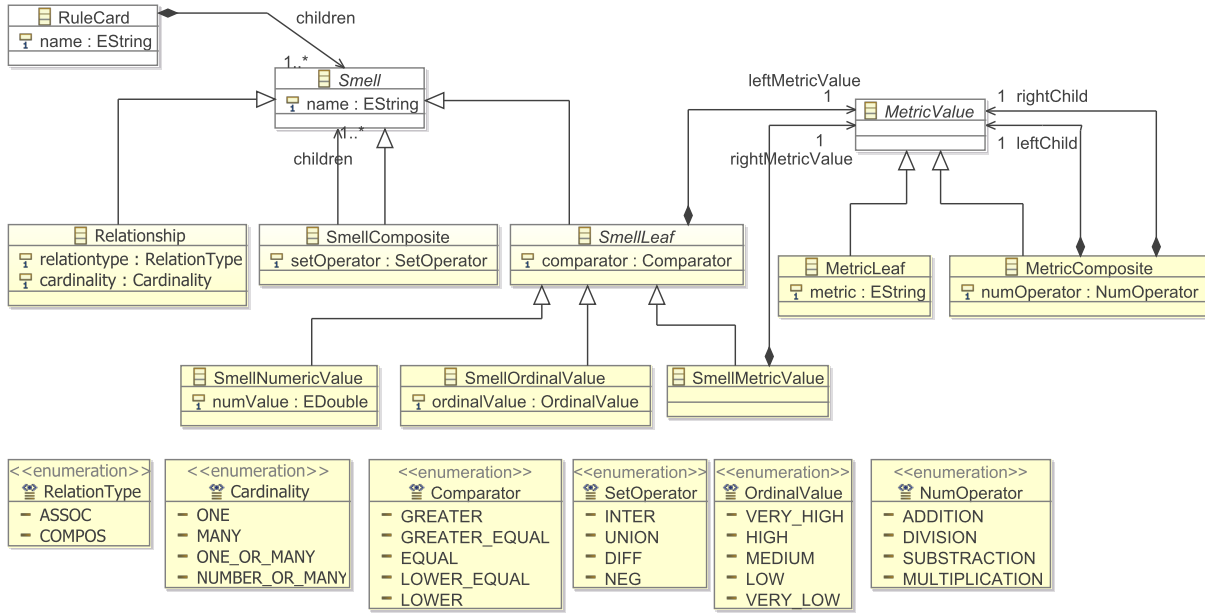 RuleCard
name : EString
children
1..*
Smell
name : EString
1..*
children
leftMetricValue
1
MetricValue
1 rightChild
1
rightMetricValue
1 leftChild
Relationship
relationtype : RelationType
cardinality : Cardinality
SmellComposite
setOperator : SetOperator
SmellLeaf
comparator : Comparator
MetricLeaf
metric : EString
MetricComposite
numOperator : NumOperator
SmellNumericValue
numValue : EDouble
SmellOrdinalValue
ordinalValue : OrdinalValue
SmellMetricValue
<<enumeration>>
RelationType
ASSOC
COMPOS
<<enumeration>>
Cardinality
ONE
MANY
ONE_OR_MANY
NUMBER_OR_MANY
<<enumeration>>
Comparator
GREATER
GREATER_EQUAL
EQUAL
LOWER_EQUAL
LOWER
<<enumeration>>
SetOperator
INTER
UNION
DIFF
NEG
<<enumeration>>
OrdinalValue
VERY_HIGH
HIGH
MEDIUM
LOW
VERY_LOW
<<enumeration>>
NumOperator
ADDITION
DIVISION
SUBSTRACTION
MULTIPLICATION